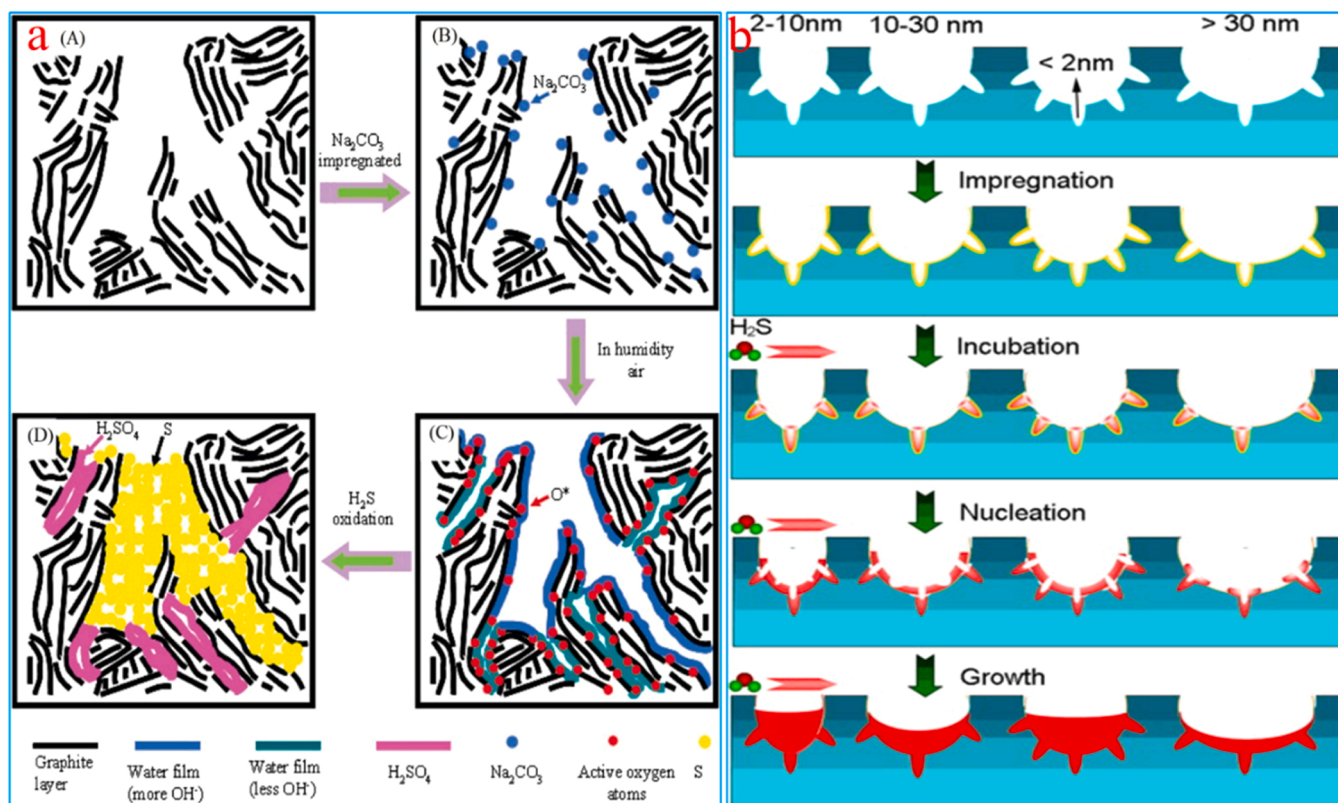 a
(A)
(B)
Na₂CO₃
Na₂CO₃
impregnated
In humidity
air
(D)
H₂SO₄
S
(C)
O*
H₂S
oxidation
Graphite
layer
Water film
(more OH⁻)
Water film
(less OH⁻)
H₂SO₄
Na₂CO₃
Active oxygen
atoms
S
b
2-10nm
10-30 nm
> 30 nm
< 2nm
Impregnation
H₂S
Incubation
Nucleation
Growth